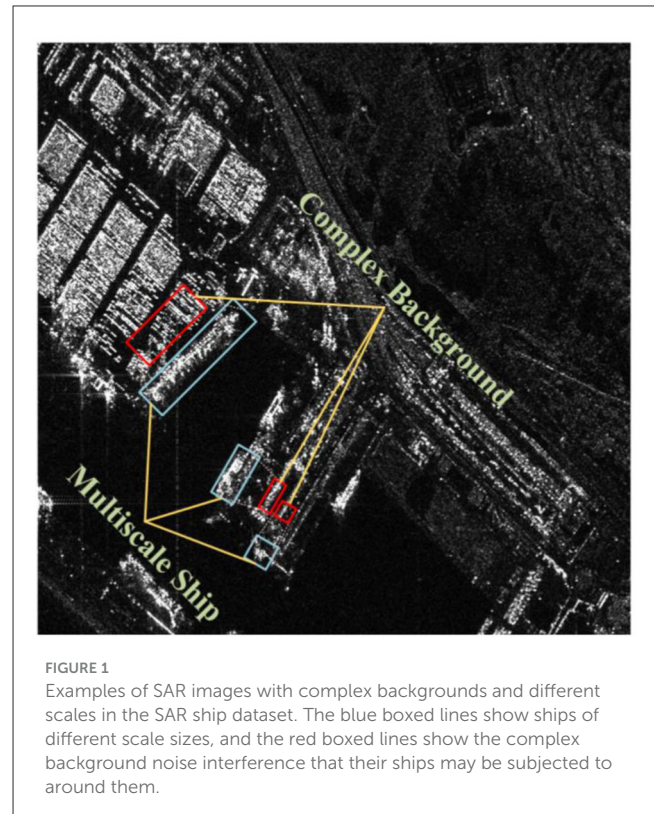 Complex Background
Multiscale Ship
FIGURE 1
Examples of SAR images with complex backgrounds and different
scales in the SAR ship dataset. The blue boxed lines show ships of
different scale sizes, and the red boxed lines show the complex
background noise interference that their ships may be subjected to
around them.